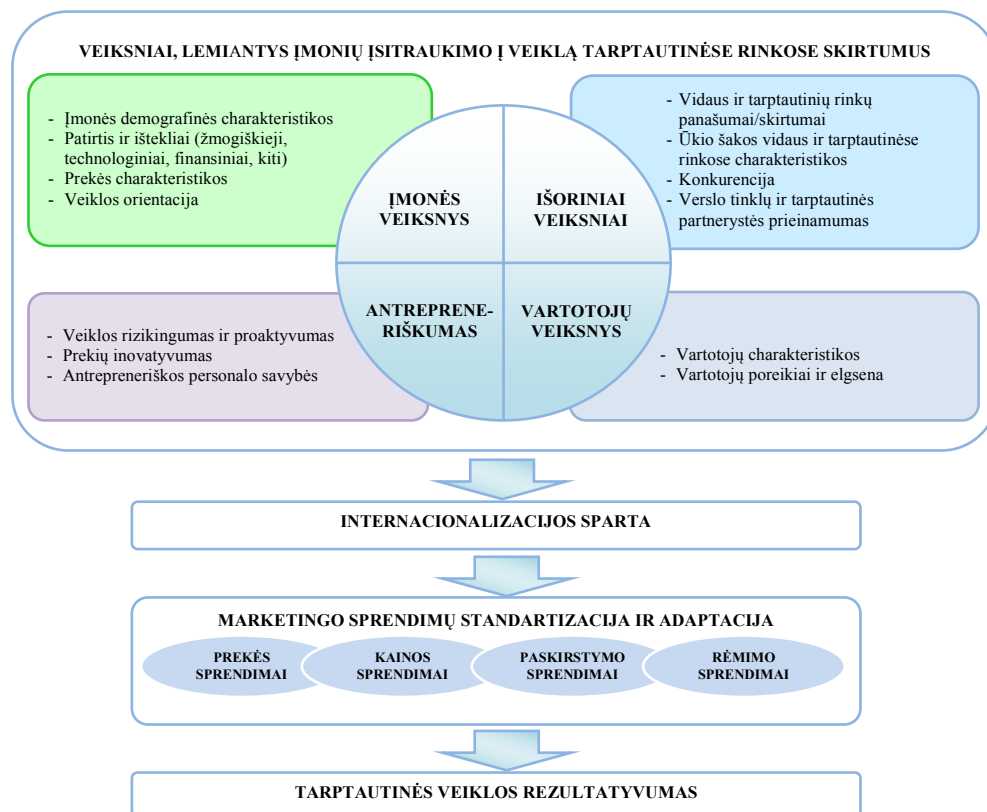 VEIKSNIAI, LEMIANTYS ĮMONIŲ ĮSITRAUKIMO Į VEIKLĄ TARPTAUTINĖSE RINKOSE SKIRTUMUS
- Įmonės demografinės charakteristikos
- Patirtis ir ištekliai (žmogiškieji,
technologiniai, finansiniai, kiti)
- Prekės charakteristikos
- Veiklos orientacija
ĮMONĖS
VEIKSNYS
IŠORINIAI
VEIKSNIAI
- Vidaus ir tarptautinių rinkų
panašumai/skirtumai
- Ūkio šakos vidaus ir tarptautinėse
rinkose charakteristikos
- Konkurencija
- Verslo tinklų ir tarptautinės
partnerystės prieinamumas
- Veiklos rizikingumas ir proaktyvumas
- Prekių inovatyvumas
- Antrepreneriškos personalo savybės
ANTREPRENE-
RIŠKUMAS
VARTOTOJŲ
VEIKSNYS
- Vartotojų charakteristikos
- Vartotojų poreikiai ir elgsena
INTERNACIONALIZACIJOS SPARTA
MARKETINGO SPRENDIMŲ STANDARTIZACIJA IR ADAPTACIJA
PREKĖS
SPRENDIMAI
KAINOS
SPRENDIMAI
PASKIRSTYMO
SPRENDIMAI
RĖMIMO
SPRENDIMAI
TARPTAUTINĖS VEIKLOS REZULTATYVUMAS